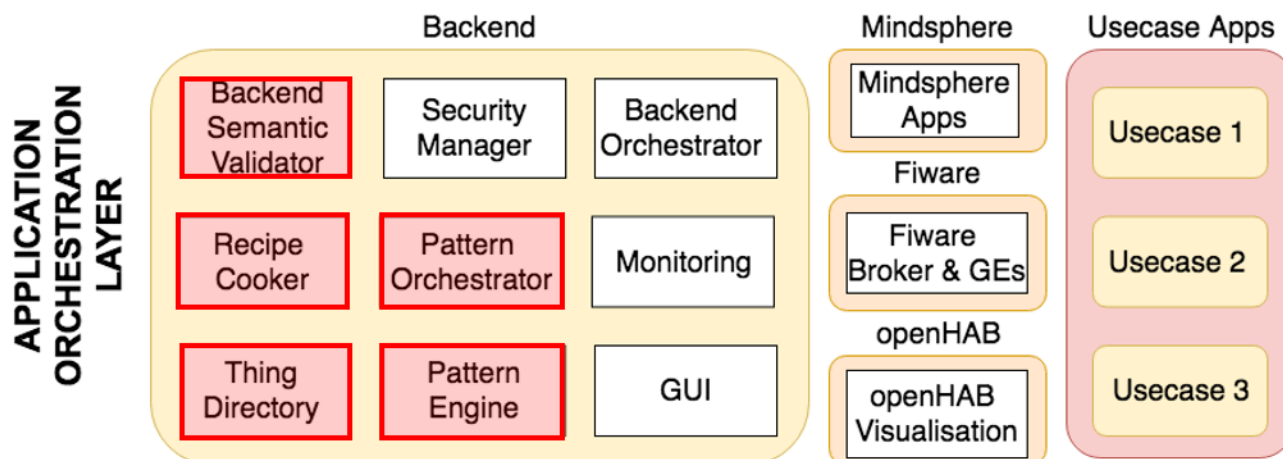 APPLICATION
ORCHESTRATION
LAYER
Backend
Backend
Semantic
Validator
Security
Manager
Backend
Orchestrator
Recipe
Cooker
Pattern
Orchestrator
Monitoring
Thing
Directory
Pattern
Engine
GUI
Mindsphere
Mindsphere
Apps
Fiware
Fiware
Broker & GEs
openHAB
openHAB
Visualisation
Usecase Apps
Usecase 1
Usecase 2
Usecase 3